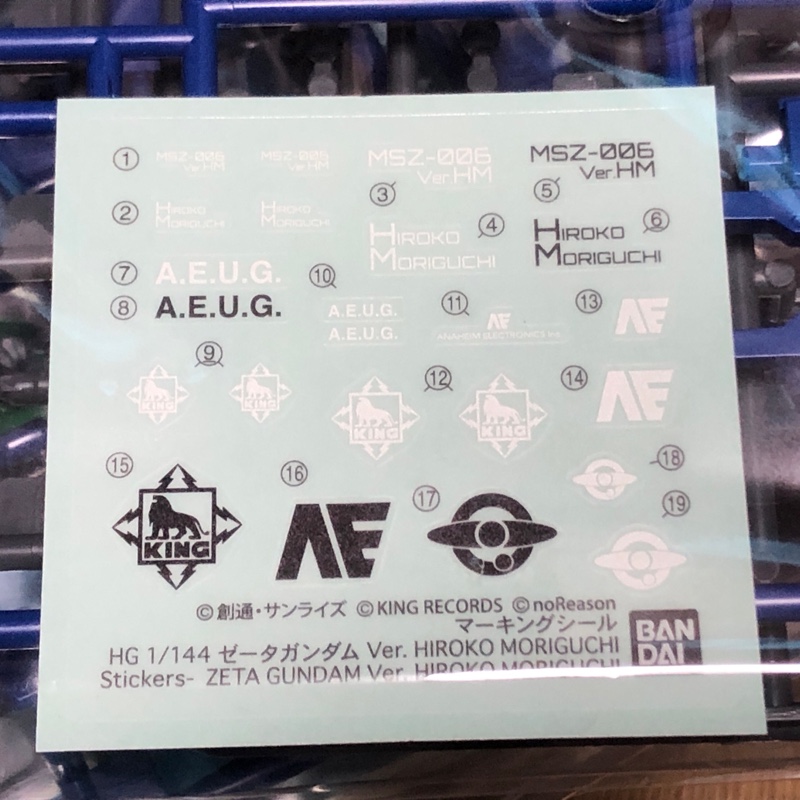 ① MSZ-006 Ver.HM MSZ-006 Ver.HM
③ MSZ-006 Ver.HM
⑤ MSZ-006 Ver.HM
② HIROKO MORIGUCHI HIROKO MORIGUCHI
④ HIROKO MORIGUCHI
⑥ HIROKO MORIGUCHI
⑦ A.E.U.G.
⑧ A.E.U.G.
⑩ A.E.U.G.
A.E.U.G.
⑪ AE
ANAHEIM ELECTRONICS Inc.
⑬ AE
⑨ KING KING
⑫ KING KING
⑭ AE
⑮ KING
⑯ AE
⑰
⑱
⑲
©創通・サンライズ ©KING RECORDS ©noReason
マーキングシール
HG 1/144 ゼータガンダム Ver. HIROKO MORIGUCHI
Stickers- ZETA GUNDAM Ver. HIROKO MORIGUCHI
BAN
DAI